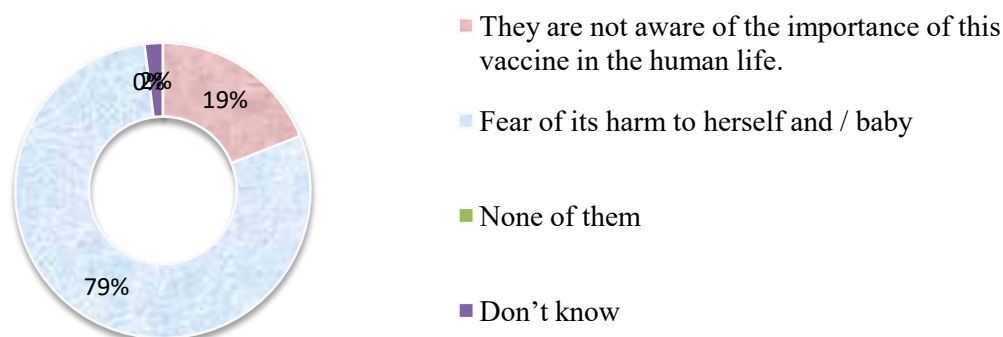 They are not aware of the importance of this
vaccine in the human life.
0%
2%
19%
Fear of its harm to herself and / baby
None of them
79%
Don’t know